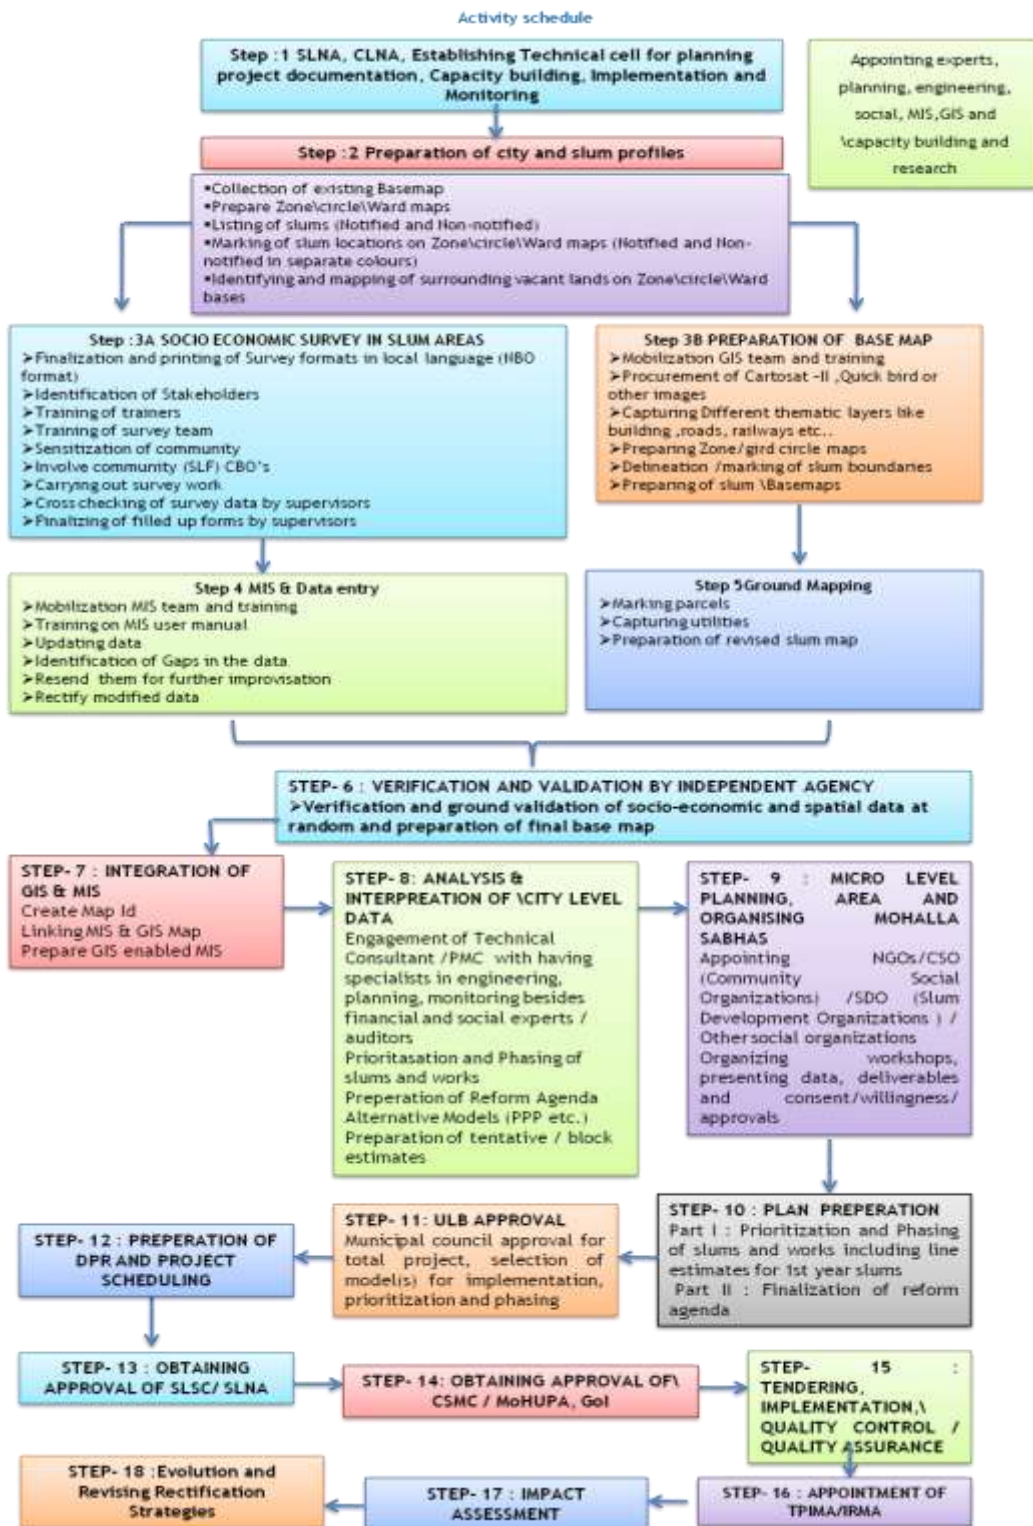 Activity schedule
Step :1 SLNA, CLNA, Establishing Technical cell for planning
project documentation, Capacity building, Implementation and
Monitoring
Appointing experts,
planning, engineering,
social, MIS,GIS and
\capacity building and
research
Step :2 Preparation of city and slum profiles
▪Collection of existing Basemap
▪Prepare Zone\circle\Ward maps
▪Listing of slums (Notified and Non-notified)
▪Marking of slum locations on Zone\circle\Ward maps (Notified and Non-
notified in separate colours)
▪Identifying and mapping of surrounding vacant lands on Zone\circle\Ward
bases
Step :3A SOCIO ECONOMIC SURVEY IN SLUM AREAS
➢Finalization and printing of Survey formats in local language (NBO
format)
➢Identification of Stakeholders
➢Training of trainers
➢Training of survey team
➢Sensitization of community
➢Involve community (SLF) CBO's
➢Carrying out survey work
➢Cross checking of survey data by supervisors
➢Finalizing of filled up forms by supervisors
Step 3B PREPARATION OF BASE MAP
➢Mobilization GIS team and training
➢Procurement of Cartosat -II ,Quick bird or
other images
➢Capturing Different thematic layers like
building ,roads, railways etc..
➢Preparing Zone/gird circle maps
➢Delineation /marking of slum boundaries
➢Preparing of slum \Basemaps
Step 4 MIS & Data entry
➢Mobilization MIS team and training
➢Training on MIS user manual
➢Updating data
➢Identification of Gaps in the data
➢Resend them for further improvisation
➢Rectify modified data
Step 5Ground Mapping
➢Marking parcels
➢Capturing utilities
➢Preparation of revised slum map
STEP- 6 : VERIFICATION AND VALIDATION BY INDEPENDENT AGENCY
➢Verification and ground validation of socio-economic and spatial data at
random and preparation of final base map
STEP- 7 : INTEGRATION OF
GIS & MIS
Create Map Id
Linking MIS & GIS Map
Prepare GIS enabled MIS
STEP- 8: ANALYSIS &
INTERPREATION OF \CITY LEVEL
DATA
Engagement of Technical
Consultant /PMC with having
specialists in engineering,
planning, monitoring besides
financial and social experts /
auditors
Prioritasation and Phasing of
slums and works
Preperation of Reform Agenda
Alternative Models (PPP etc.)
Preparation of tentative / block
estimates
STEP- 9 : MICRO LEVEL
PLANNING, AREA AND
ORGANISING MOHALLA
SABHAS
Appointing NGOs/CSO
(Community Social
Organizations) /SDO (Slum
Development Organizations ) /
Other social organizations
Organizing workshops,
presenting data, deliverables
and consent/willingness/
approvals
STEP- 10 : PLAN PREPERATION
Part I : Prioritization and Phasing
of slums and works including line
estimates for 1st year slums
Part II : Finalization of reform
agenda
STEP- 11: ULB APPROVAL
Municipal council approval for
total project, selection of
model(s) for implementation,
prioritization and phasing
STEP- 12 : PREPERATION OF
DPR AND PROJECT
SCHEDULING
STEP- 13 : OBTAINING
APPROVAL OF SLSC/ SLNA
STEP- 14: OBTAINING APPROVAL OF\
CSMC / MoHUPA, GoI
STEP- 15 :
TENDERING,
IMPLEMENTATION,\
QUALITY CONTROL /
QUALITY ASSURANCE
STEP- 16 : APPOINTMENT OF
TPIMA/IRMA
STEP- 17 : IMPACT
ASSESSMENT
STEP- 18 :Evolution and
Revising Rectification
Strategies